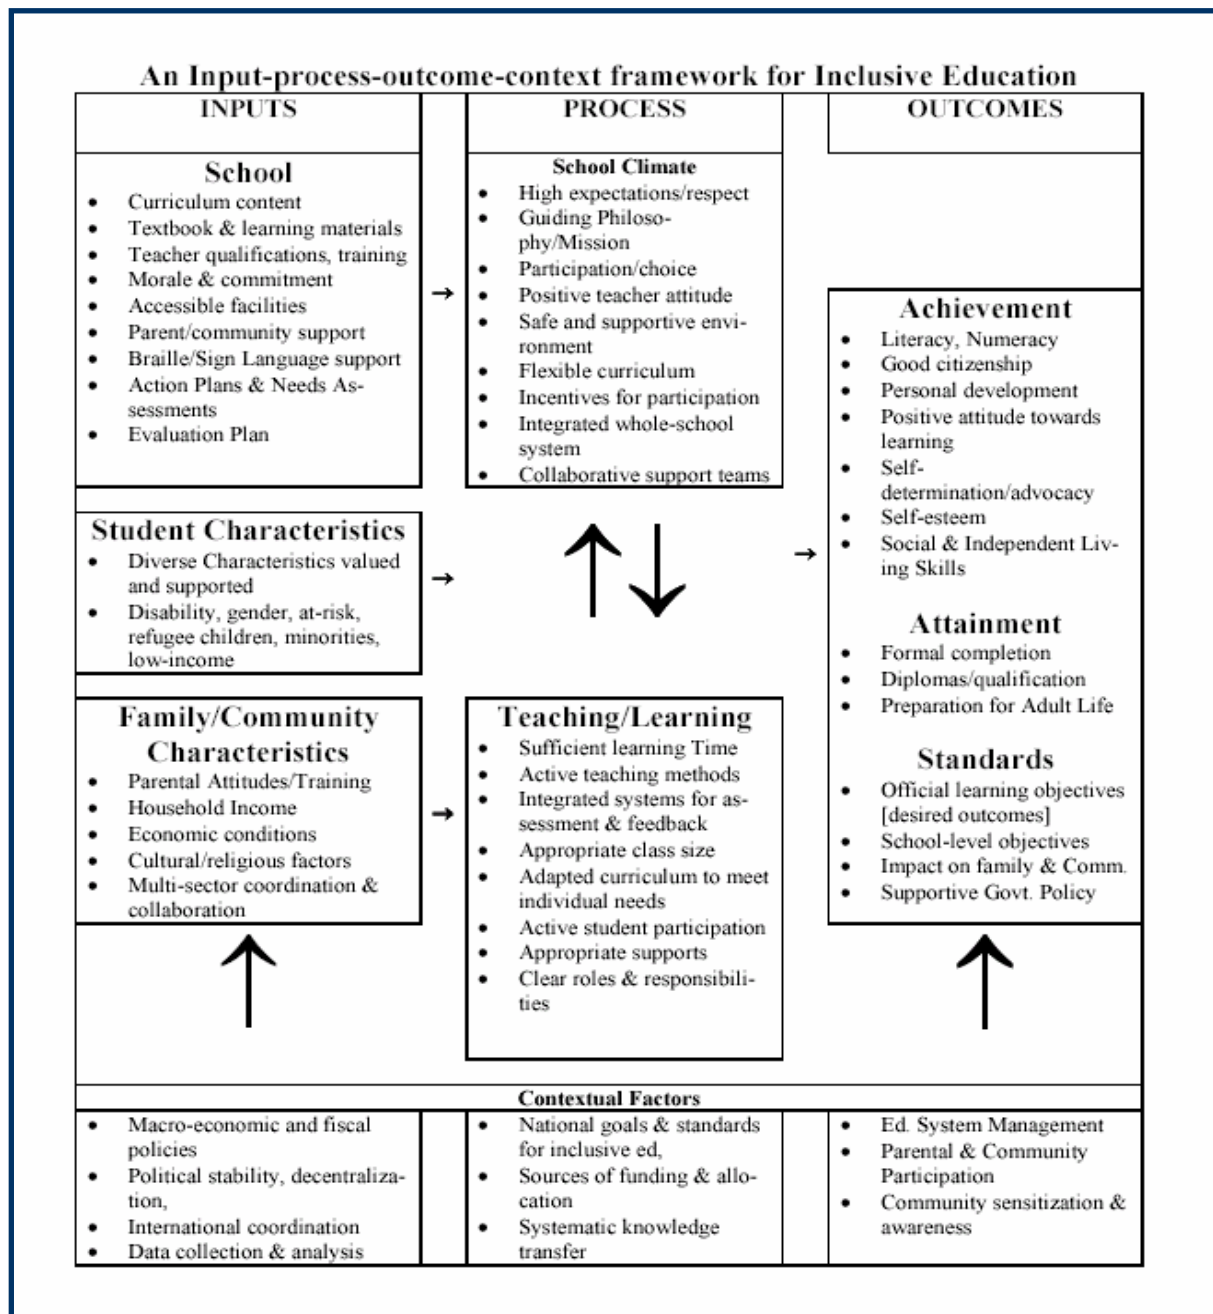 An Input-process-outcome-context framework for Inclusive Education
INPUTS
PROCESS
OUTCOMES
School
• Curriculum content
• Textbook & learning materials
• Teacher qualifications, training
• Morale & commitment
• Accessible facilities
• Parent/community support
• Braille/Sign Language support
• Action Plans & Needs As-
sessments
• Evaluation Plan
→
School Climate
• High expectations/respect
• Guiding Philoso-
phy/Mission
• Participation/choice
• Positive teacher attitude
• Safe and supportive envi-
ronment
• Flexible curriculum
• Incentives for participation
• Integrated whole-school
system
• Collaborative support teams
Student Characteristics
• Diverse Characteristics valued
and supported
• Disability, gender, at-risk,
refugee children, minorities,
low-income
→
↑ ↓
→
Family/Community
Characteristics
• Parental Attitudes/Training
• Household Income
• Economic conditions
• Cultural/religious factors
• Multi-sector coordination &
collaboration
→
Teaching/Learning
• Sufficient learning Time
• Active teaching methods
• Integrated systems for as-
sessment & feedback
• Appropriate class size
• Adapted curriculum to meet
individual needs
• Active student participation
• Appropriate supports
• Clear roles & responsibili-
ties
Achievement
• Literacy, Numeracy
• Good citizenship
• Personal development
• Positive attitude towards
learning
• Self-
determination/advocacy
• Self-esteem
• Social & Independent Liv-
ing Skills
Attainment
• Formal completion
• Diplomas/qualification
• Preparation for Adult Life
Standards
• Official learning objectives
[desired outcomes]
• School-level objectives
• Impact on family & Comm.
• Supportive Govt. Policy
↑
↑
Contextual Factors
• Macro-economic and fiscal
policies
• Political stability, decentraliza-
tion,
• International coordination
• Data collection & analysis
• National goals & standards
for inclusive ed,
• Sources of funding & allo-
cation
• Systematic knowledge
transfer
• Ed. System Management
• Parental & Community
Participation
• Community sensitization &
awareness